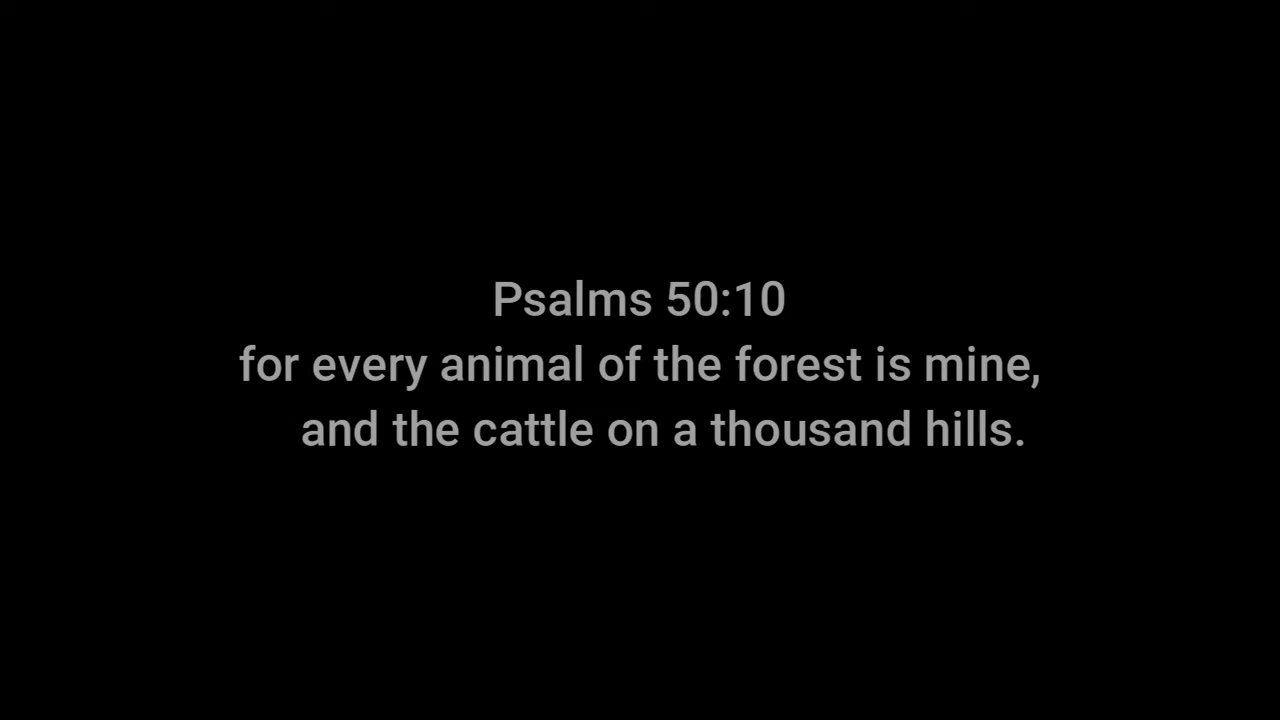 Psalms 50:10
for every animal of the forest is mine,
and the cattle on a thousand hills.